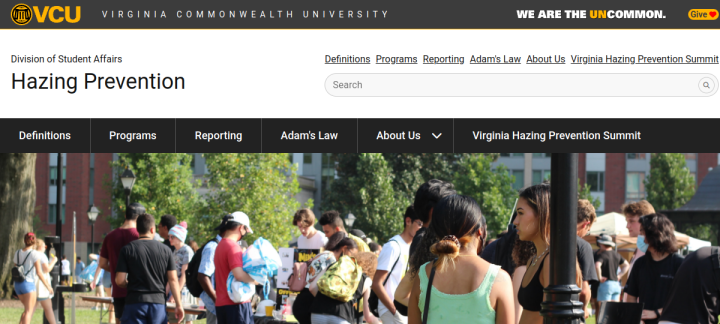 VCU VIRGINIA COMMONWEALTH UNIVERSITY WE ARE THE UNCOMMON. Give
Division of Student Affairs
Hazing Prevention
Definitions Programs Reporting Adam's Law About Us Virginia Hazing Prevention Summit
Search
Definitions Programs Reporting Adam's Law About Us Virginia Hazing Prevention Summit